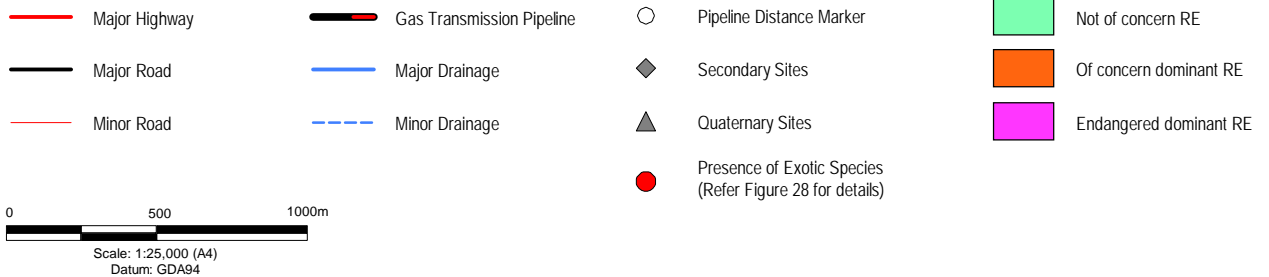 Major Highway
Gas Transmission Pipeline
Pipeline Distance Marker
Not of concern RE
Major Road
Major Drainage
Secondary Sites
Of concern dominant RE
Minor Road
Minor Drainage
Quaternary Sites
Endangered dominant RE
Presence of Exotic Species
(Refer Figure 28 for details)
0 500 1000m
Scale: 1:25,000 (A4)
Datum: GDA94